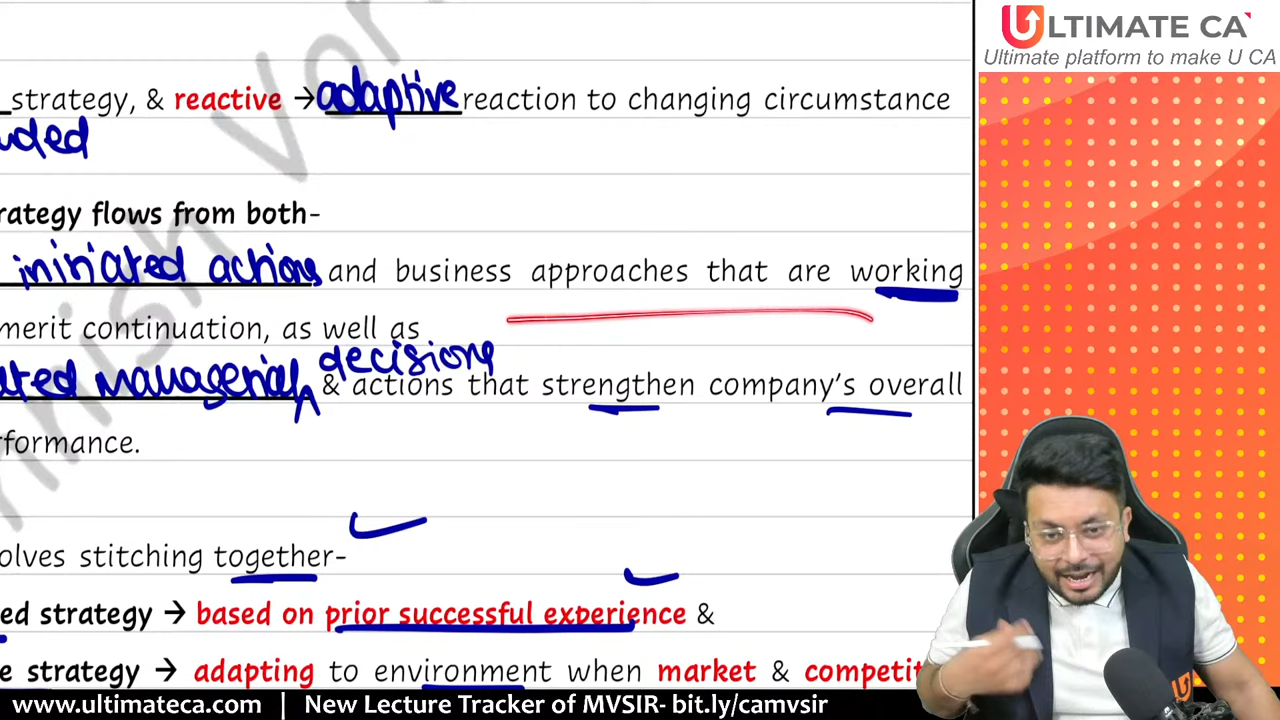 ULTIMATE CA
Ultimate platform to make U CA
strategy, & reactive → adaptive reaction to changing circumstance
uded
rategy flows from both-
initiated actions and business approaches that are working
merit continuation, as well as
decisions
ated managerial & actions that strengthen company's overall
rformance.
olves stitching together-
ed strategy → based on prior successful experience &
e strategy → adapting to environment when market & competit
www.ultimateca.com | New Lecture Tracker of MVSIR- bit.ly/camvsir